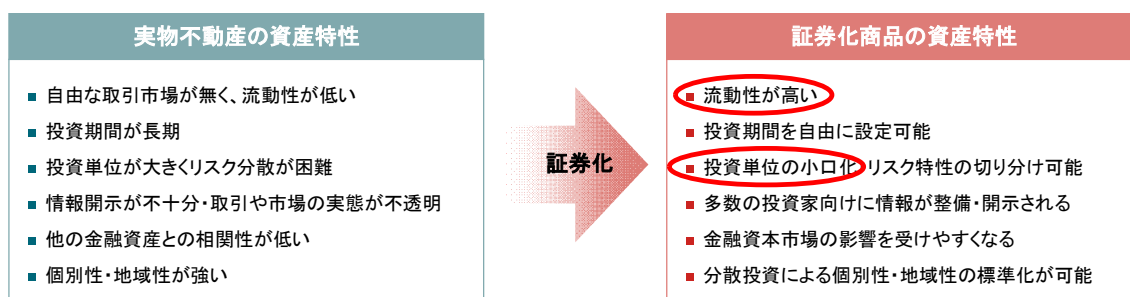 実物不動産の資産特性
自由な取引市場が無く、流動性が低い
投資期間が長期
投資単位が大きくリスク分散が困難
情報開示が不十分・取引や市場の実態が不透明
他の金融資産との相関性が低い
個別性・地域性が強い
証券化
証券化商品の資産特性
流動性が高い
投資期間を自由に設定可能
投資単位の小口化・リスク特性の切り分け可能
多数の投資家向けに情報が整備・開示される
金融資本市場の影響を受けやすくなる
分散投資による個別性・地域性の標準化が可能